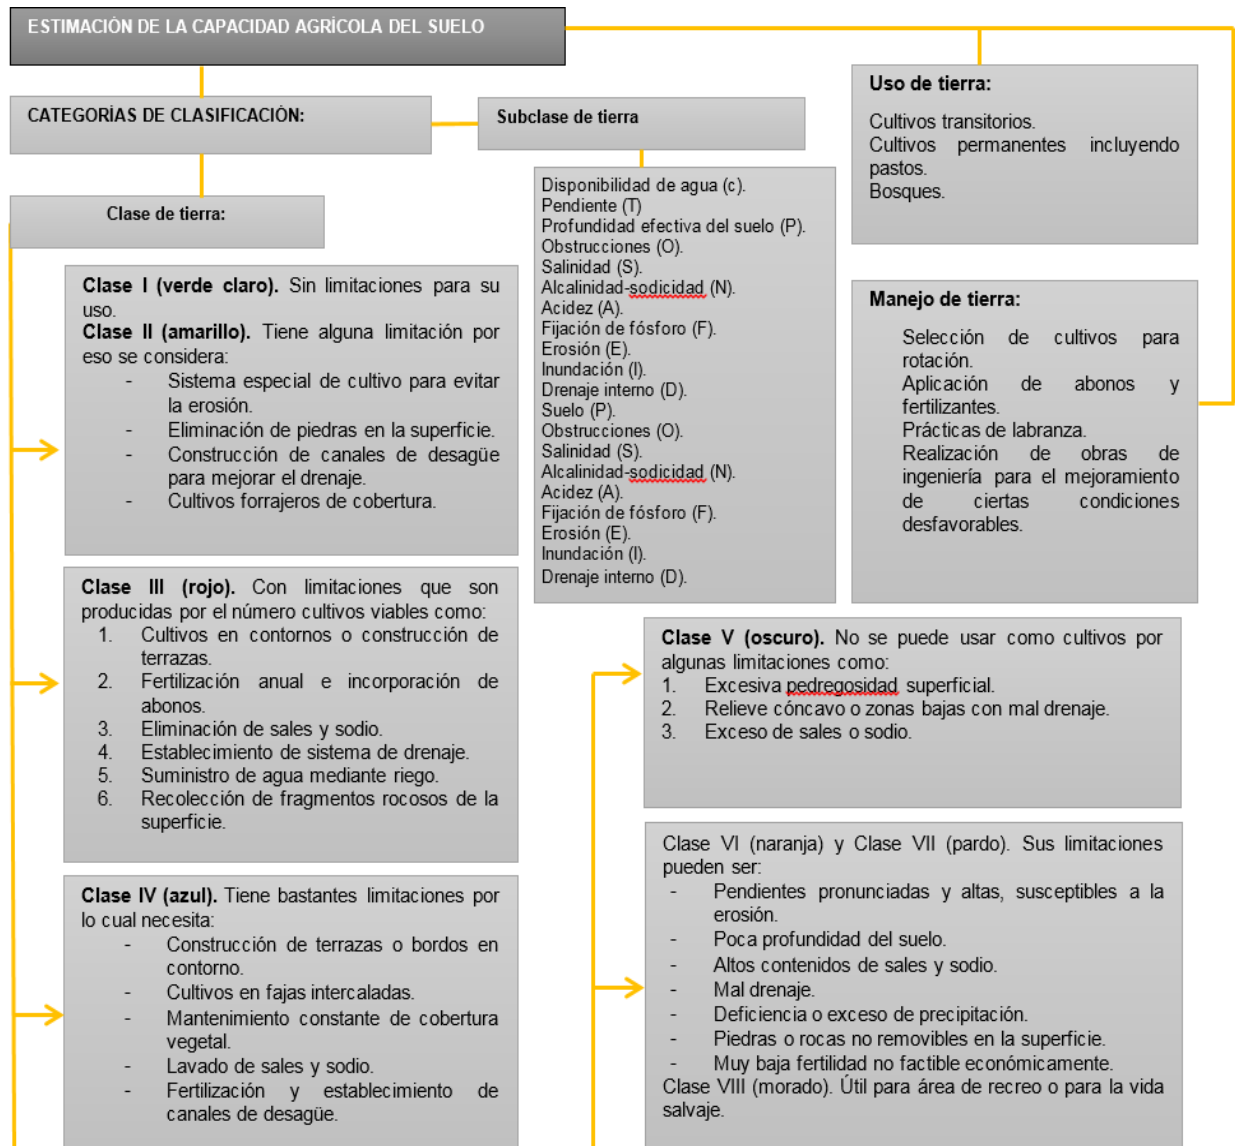 ESTIMACIÓN DE LA CAPACIDAD AGRÍCOLA DEL SUELO
CATEGORÍAS DE CLASIFICACIÓN:
Subclase de tierra
Clase de tierra:
Uso de tierra:
Cultivos transitorios.
Cultivos permanentes incluyendo
pastos.
Bosques.
Disponibilidad de agua (c).
Pendiente (T)
Profundidad efectiva del suelo (P).
Obstrucciones (O).
Salinidad (S).
Alcalinidad-sodicidad (N).
Acidez (A).
Fijación de fósforo (F).
Erosión (E).
Inundación (I).
Drenaje interno (D).
Suelo (P).
Obstrucciones (O).
Salinidad (S).
Alcalinidad-sodicidad (N).
Acidez (A).
Fijación de fósforo (F).
Erosión (E).
Inundación (I).
Drenaje interno (D).
Manejo de tierra:
Selección de cultivos para
rotación.
Aplicación de abonos y
fertilizantes.
Prácticas de labranza.
Realización de obras de
ingeniería para el mejoramiento
de ciertas condiciones
desfavorables.
Clase I (verde claro). Sin limitaciones para su
uso.
Clase II (amarillo). Tiene alguna limitación por
eso se considera:
- Sistema especial de cultivo para evitar
la erosión.
- Eliminación de piedras en la superficie.
- Construcción de canales de desagüe
para mejorar el drenaje.
- Cultivos forrajeros de cobertura.
Clase III (rojo). Con limitaciones que son
producidas por el número cultivos viables como:
1. Cultivos en contornos o construcción de
terrazas.
2. Fertilización anual e incorporación de
abonos.
3. Eliminación de sales y sodio.
4. Establecimiento de sistema de drenaje.
5. Suministro de agua mediante riego.
6. Recolección de fragmentos rocosos de la
superficie.
Clase IV (azul). Tiene bastantes limitaciones por
lo cual necesita:
- Construcción de terrazas o bordos en
contorno.
- Cultivos en fajas intercaladas.
- Mantenimiento constante de cobertura
vegetal.
- Lavado de sales y sodio.
- Fertilización y establecimiento de
canales de desagüe.
Clase V (oscuro). No se puede usar como cultivos por
algunas limitaciones como:
1. Excesiva pedregosidad superficial.
2. Relieve cóncavo o zonas bajas con mal drenaje.
3. Exceso de sales o sodio.
Clase VI (naranja) y Clase VII (pardo). Sus limitaciones
pueden ser:
- Pendientes pronunciadas y altas, susceptibles a la
erosión.
- Poca profundidad del suelo.
- Altos contenidos de sales y sodio.
- Mal drenaje.
- Deficiencia o exceso de precipitación.
- Piedras o rocas no removibles en la superficie.
- Muy baja fertilidad no factible económicamente.
Clase VIII (morado). Útil para área de recreo o para la vida
salvaje.